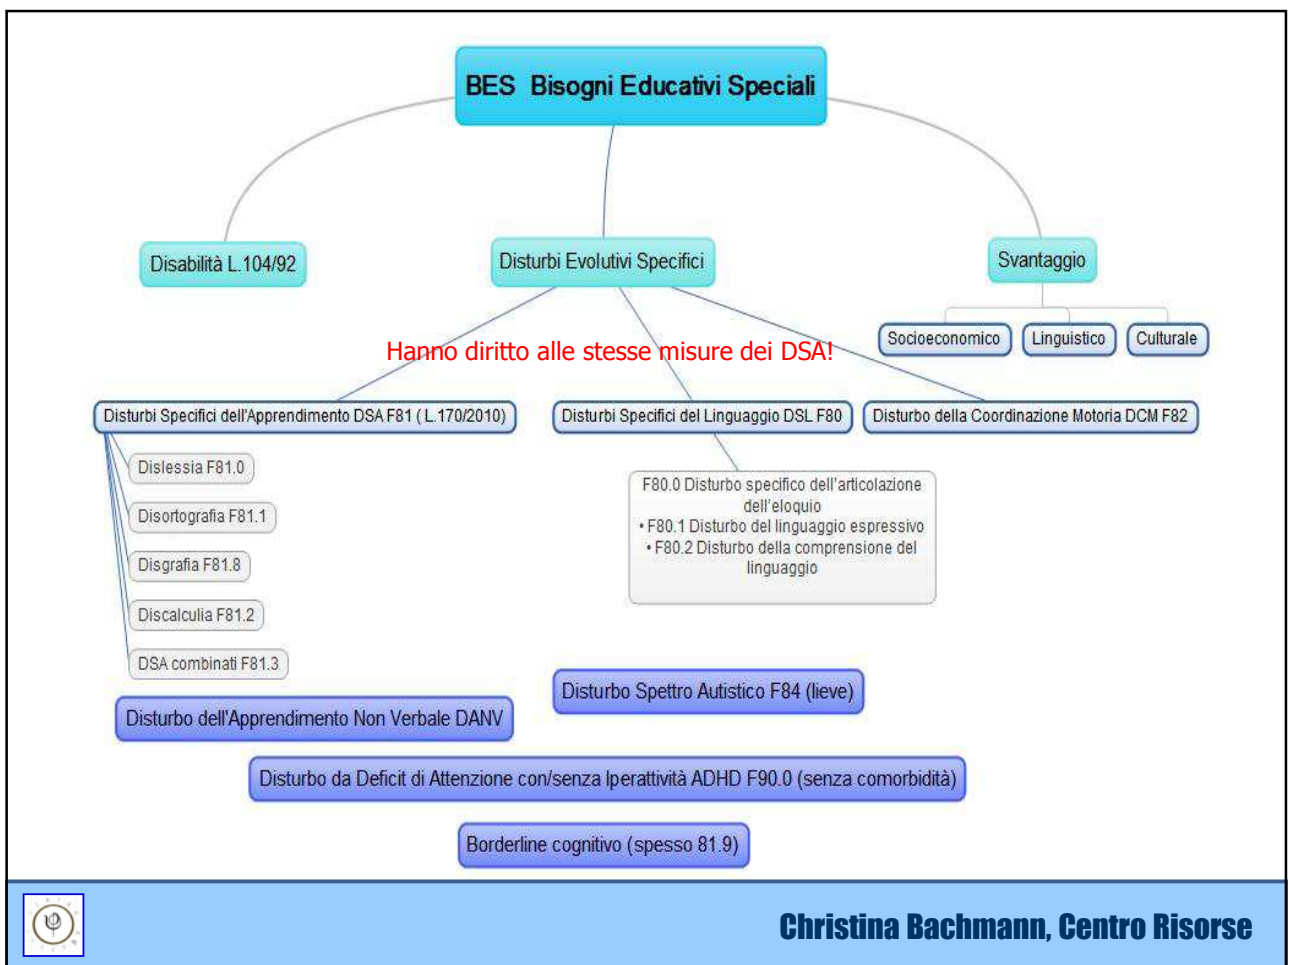 BES  Bisogni Educativi Speciali
Disabilità L.104/92
Disturbi Evolutivi Specifici
Svantaggio
Socioeconomico
Linguistico
Culturale
Hanno diritto alle stesse misure dei DSA!
Disturbi Specifici dell'Apprendimento DSA F81 ( L.170/2010)
Disturbi Specifici del Linguaggio DSL F80
Disturbo della Coordinazione Motoria DCM F82
Dislessia F81.0
Disortografia F81.1
Disgrafia F81.8
Discalculia F81.2
DSA combinati F81.3
F80.0 Disturbo specifico dell'articolazione
dell'eloquio
• F80.1 Disturbo del linguaggio espressivo
• F80.2 Disturbo della comprensione del
linguaggio
Disturbo Spettro Autistico F84 (lieve)
Disturbo dell'Apprendimento Non Verbale DANV
Disturbo da Deficit di Attenzione con/senza Iperattività ADHD F90.0 (senza comorbidità)
Borderline cognitivo (spesso 81.9)
Christina Bachmann, Centro Risorse